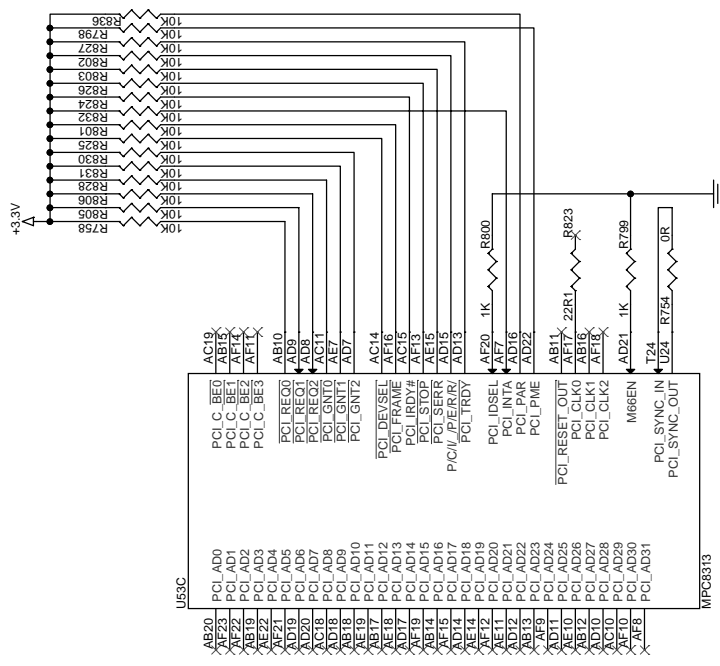 R836 10K
R798 10K
R827 10K
R802 10K
R803 10K
R826 10K
R824 10K
R832 10K
R801 10K
R825 10K
R830 10K
R831 10K
R828 10K
R806 10K
R805 10K
R758 10K
+3.3V
R800 1K
R823 22R1
R799 1K
R754 0R
AC19 PCI_C_BE0
AB15 PCI_C_BE1
AF14 PCI_C_BE2
AF11 PCI_C_BE3
AB10 PCI_REQ0
AD9 PCI_REQ1
AD8 PCI_REQ2
AC11 PCI_GNT0
AE7 PCI_GNT1
AD7 PCI_GNT2
AC14 PCI_DEVSEL
AF16 PCI_FRAME
AC15 PCI_IRDY#
AF13 PCI_STOP
AE15 PCI_SERR
AD15 P/C/I/_/P/E/R/R/
AD13 PCI_TRDY
AF20 PCI_IDSEL
AF7 PCI_INTA
AD16 PCI_PAR
AD22 PCI_PME
AB11 PCI_RESET_OUT
AF17 PCI_CLK0
AB16 PCI_CLK1
AF18 PCI_CLK2
AD21 M66EN
T24 PCI_SYNC_IN
U24 PCI_SYNC_OUT
U53C
MPC8313
AB20 PCI_AD0
AF23 PCI_AD1
AF22 PCI_AD2
AB19 PCI_AD3
AE22 PCI_AD4
AF21 PCI_AD5
AD19 PCI_AD6
AD20 PCI_AD7
AC18 PCI_AD8
AD18 PCI_AD9
AB18 PCI_AD10
AE19 PCI_AD11
AB17 PCI_AD12
AE18 PCI_AD13
AD17 PCI_AD14
AF19 PCI_AD15
AB14 PCI_AD16
AF15 PCI_AD17
AD14 PCI_AD18
AE14 PCI_AD19
AF12 PCI_AD20
AE11 PCI_AD21
AD12 PCI_AD22
AB13 PCI_AD23
AF9 PCI_AD24
AD11 PCI_AD25
AE10 PCI_AD26
AB12 PCI_AD27
AD10 PCI_AD28
AC10 PCI_AD29
AF10 PCI_AD30
AF8 PCI_AD31